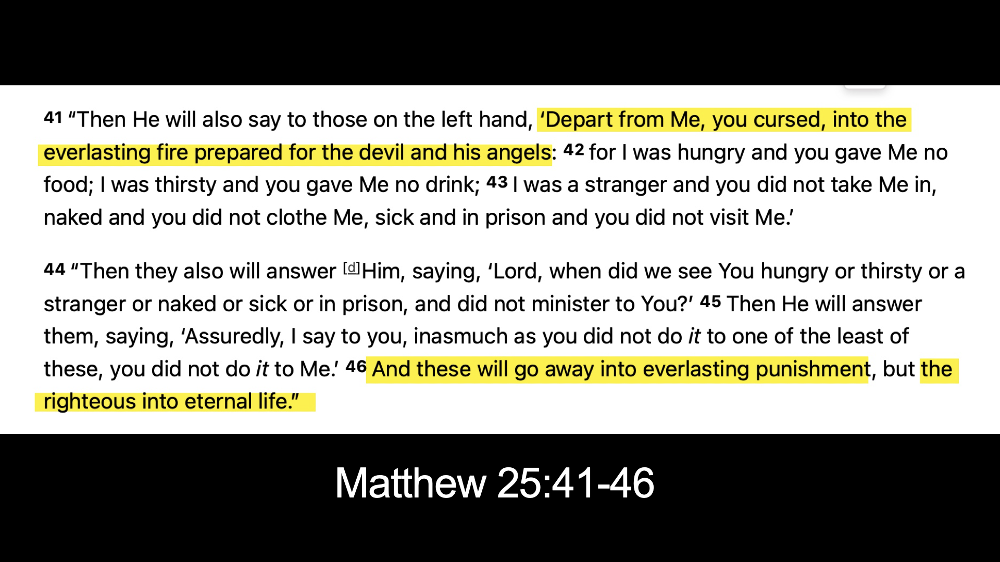 41 “Then He will also say to those on the left hand, ‘Depart from Me, you cursed, into the
everlasting fire prepared for the devil and his angels: 42 for I was hungry and you gave Me no
food; I was thirsty and you gave Me no drink; 43 I was a stranger and you did not take Me in,
naked and you did not clothe Me, sick and in prison and you did not visit Me.’
44 “Then they also will answer [d]Him, saying, ‘Lord, when did we see You hungry or thirsty or a
stranger or naked or sick or in prison, and did not minister to You?’ 45 Then He will answer
them, saying, ‘Assuredly, I say to you, inasmuch as you did not do it to one of the least of
these, you did not do it to Me.’ 46 And these will go away into everlasting punishment, but the
righteous into eternal life.”
Matthew 25:41-46